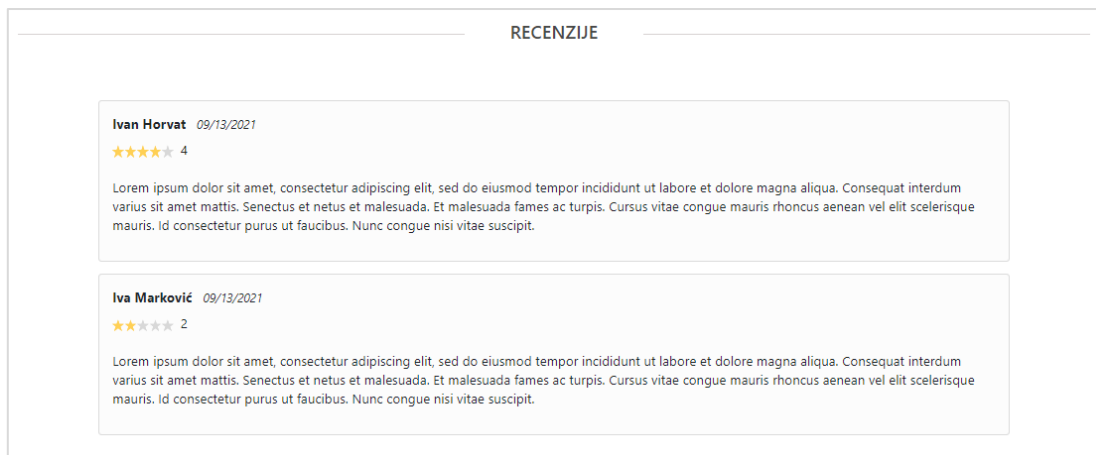 RECENZIJE
Ivan Horvat 09/13/2021
4
Lorem ipsum dolor sit amet, consectetur adipiscing elit, sed do eiusmod tempor incididunt ut labore et dolore magna aliqua. Consequat interdum
varius sit amet mattis. Senectus et netus et malesuada. Et malesuada fames ac turpis. Cursus vitae congue mauris rhoncus aenean vel elit scelerisque
mauris. Id consectetur purus ut faucibus. Nunc congue nisi vitae suscipit.
Iva Marković 09/13/2021
2
Lorem ipsum dolor sit amet, consectetur adipiscing elit, sed do eiusmod tempor incididunt ut labore et dolore magna aliqua. Consequat interdum
varius sit amet mattis. Senectus et netus et malesuada. Et malesuada fames ac turpis. Cursus vitae congue mauris rhoncus aenean vel elit scelerisque
mauris. Id consectetur purus ut faucibus. Nunc congue nisi vitae suscipit.